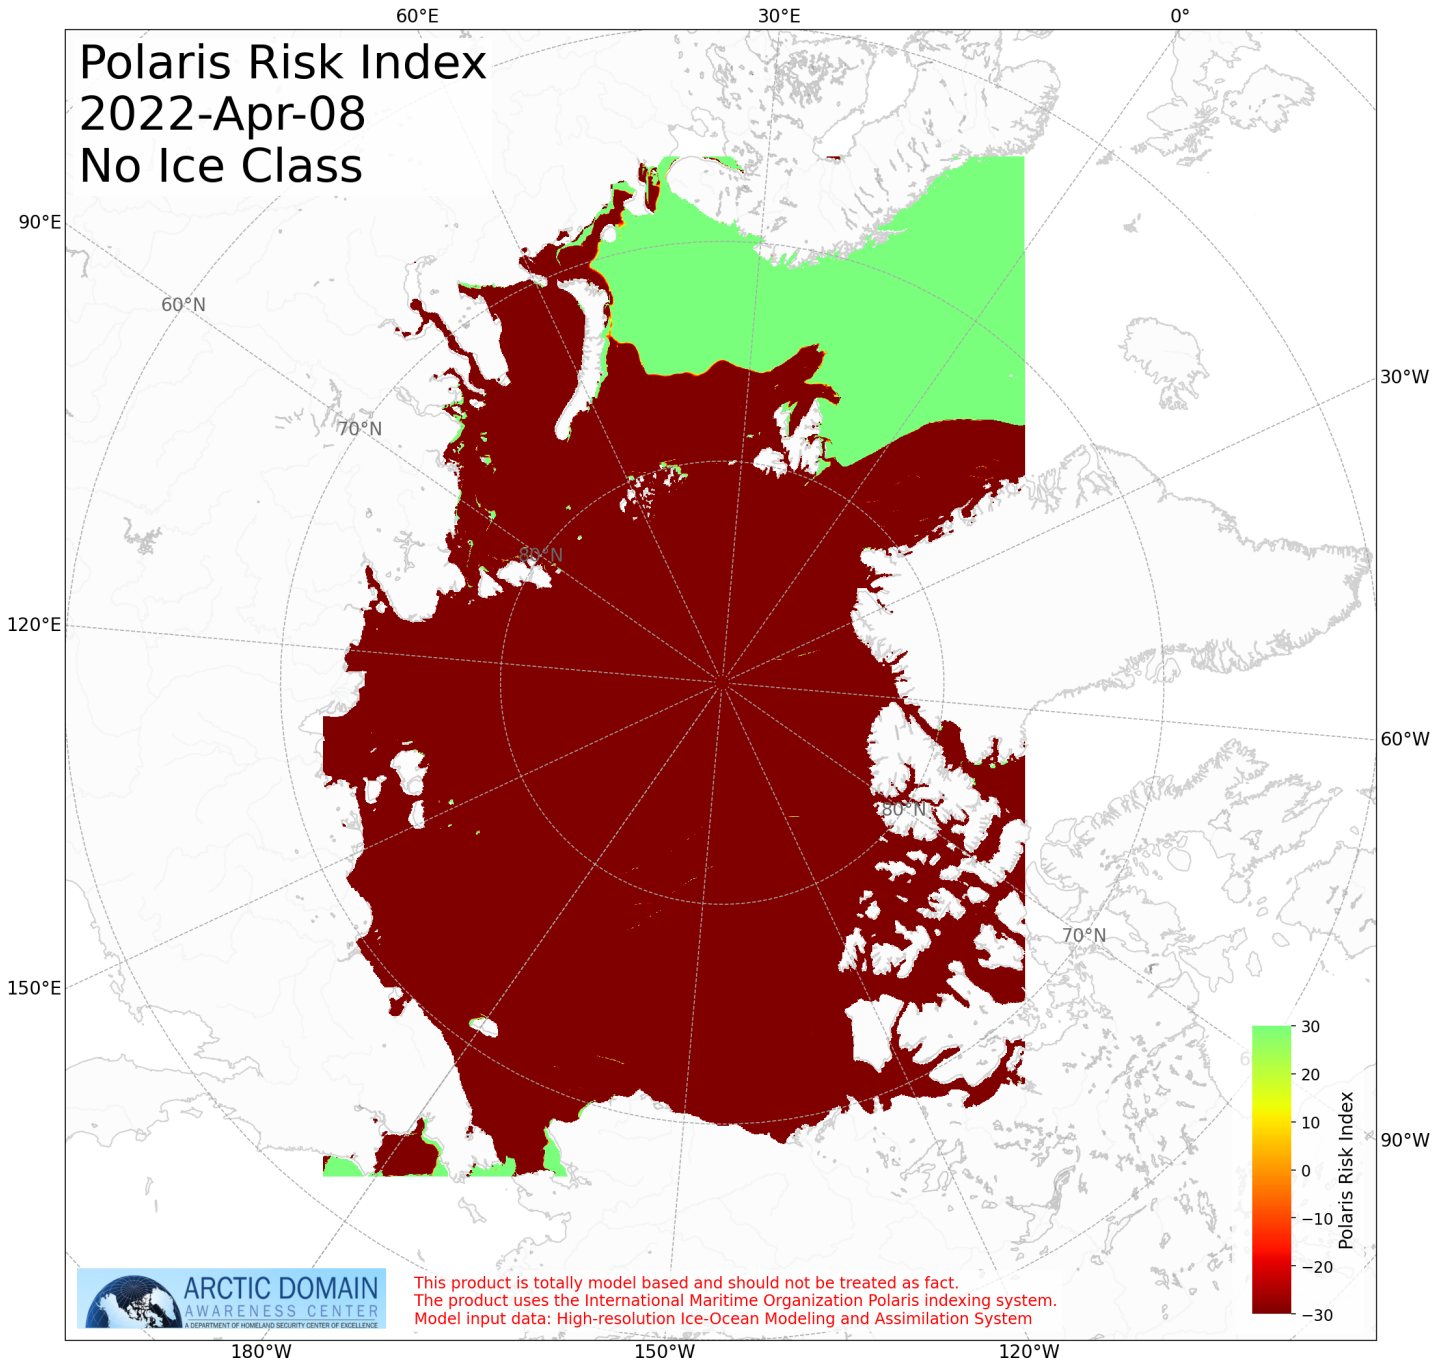 60°E 30°E 0°
Polaris Risk Index
2022-Apr-08
No Ice Class
90°E
60°N
30°W
70°N
80°N
120°E
60°W
80°N
70°N
150°E
30
20
10
0
−10
−20
−30
Polaris Risk Index
90°W
ARCTIC DOMAIN
AWARENESS CENTER
A DEPARTMENT OF HOMELAND SECURITY CENTER OF EXCELLENCE
This product is totally model based and should not be treated as fact.
The product uses the International Maritime Organization Polaris indexing system.
Model input data: High-resolution Ice-Ocean Modeling and Assimilation System
180°W 150°W 120°W